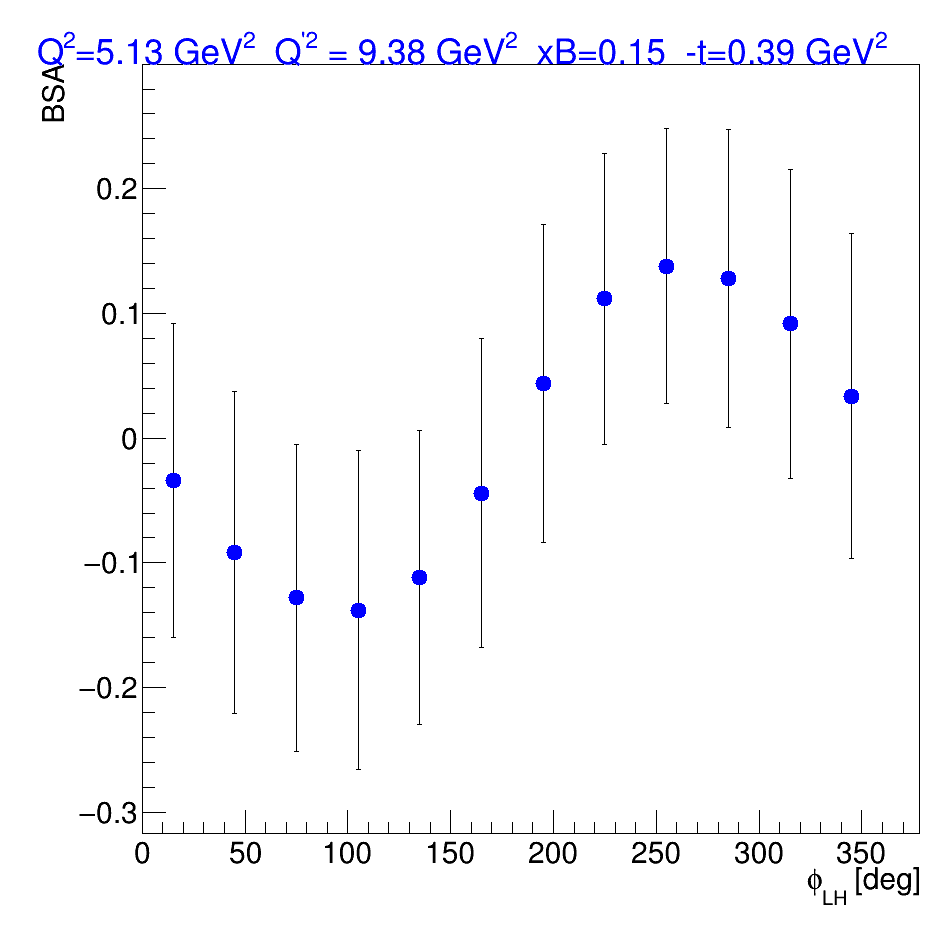 Q²=5.13 GeV² Q'² = 9.38 GeV² xB=0.15 -t=0.39 GeV²
BSA
0.2
0.1
0
−0.1
−0.2
−0.3
0 50 100 150 200 250 300 350
ϕLH [deg]